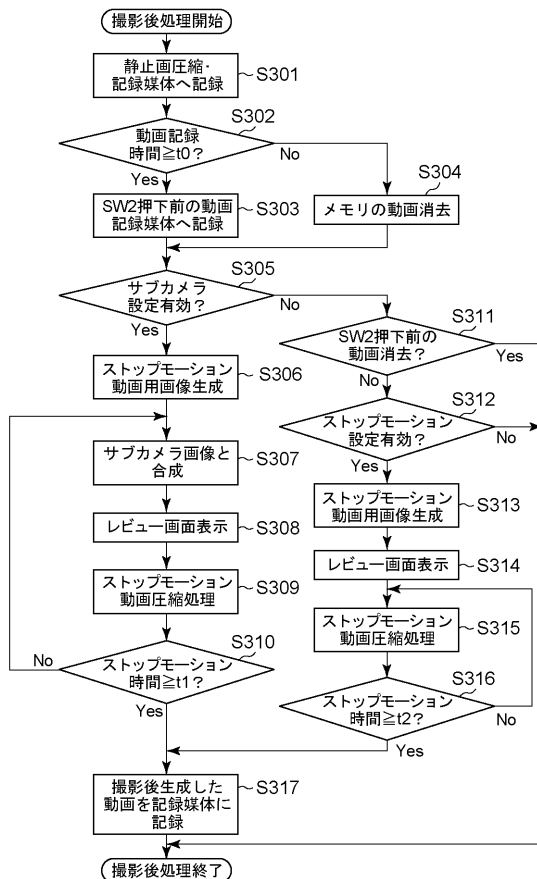 撮影後処理開始
静止画圧縮・
記録媒体へ記録
S301
動画記録
時間≧t0?
S302
Yes
No
SW2押下前の動画
記録媒体へ記録
S303
メモリの動画消去
S304
サブカメラ
設定有効?
S305
Yes
No
ストップモーション
動画用画像生成
S306
サブカメラ画像と
合成
S307
レビュー画面表示
S308
ストップモーション
動画圧縮処理
S309
ストップモーション
時間≧t1?
S310
No
Yes
SW2押下前の
動画消去?
S311
Yes
No
ストップモーション
設定有効?
S312
No
Yes
ストップモーション
動画用画像生成
S313
レビュー画面表示
S314
ストップモーション
動画圧縮処理
S315
ストップモーション
時間≧t2?
S316
No
Yes
撮影後生成した
動画を記録媒体に
記録
S317
撮影後処理終了